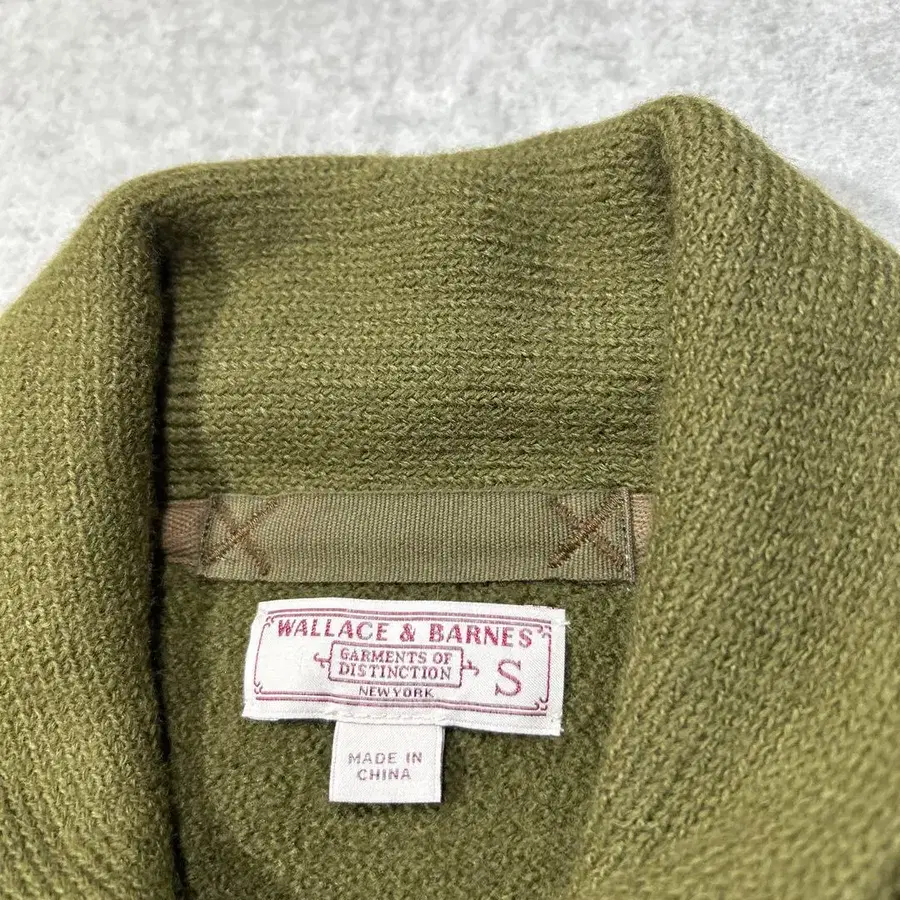 WALLACE & BARNES
GARMENTS OF
DISTINCTION
NEW YORK
S
MADE IN
CHINA